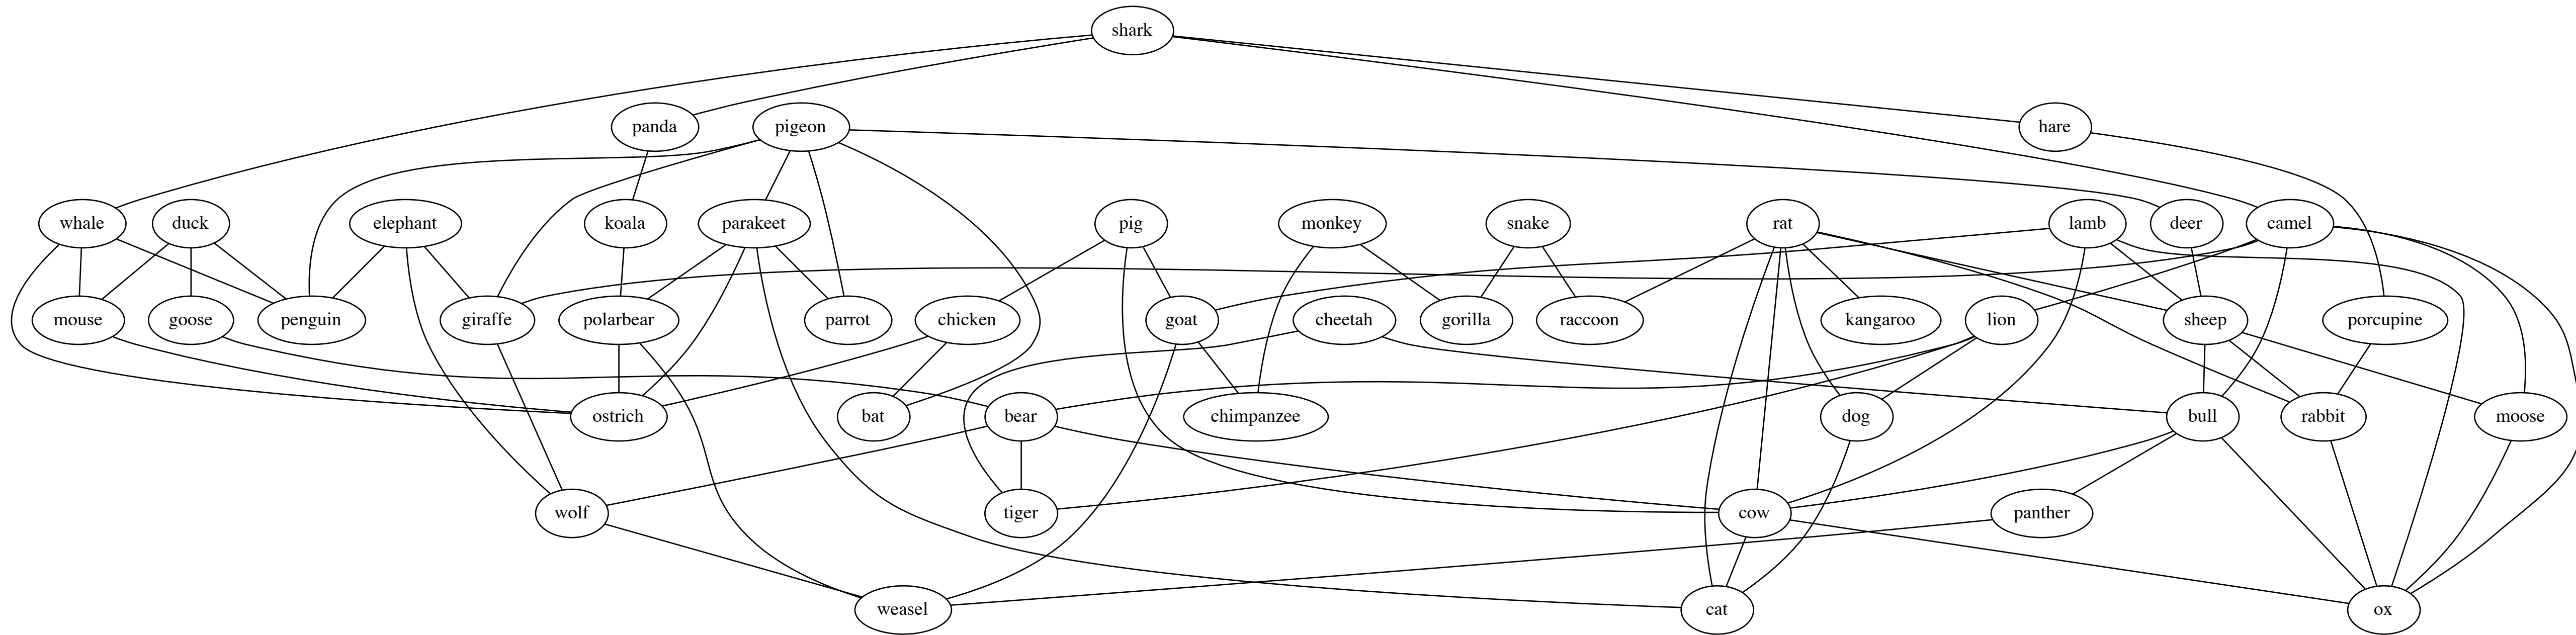 shark
panda
pigeon
hare
whale
duck
elephant
koala
parakeet
pig
monkey
snake
rat
lamb
deer
camel
mouse
goose
penguin
giraffe
polarbear
parrot
chicken
goat
cheetah
gorilla
raccoon
kangaroo
lion
sheep
porcupine
ostrich
bat
bear
chimpanzee
dog
bull
rabbit
moose
wolf
tiger
cow
panther
weasel
cat
ox